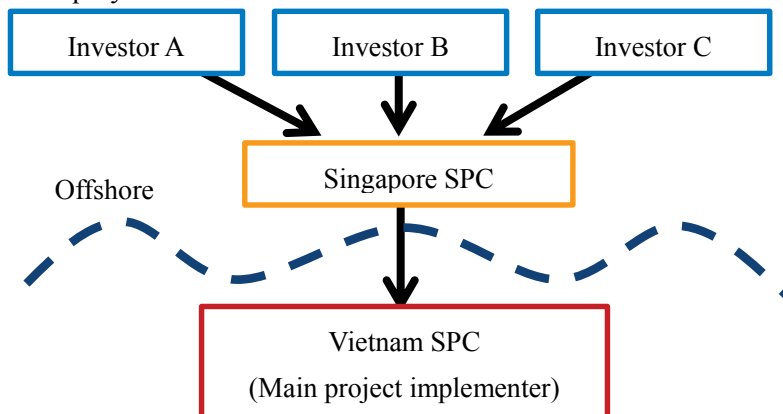 Investor A
Investor B
Investor C
Singapore SPC
Offshore
Vietnam SPC
(Main project implementer)